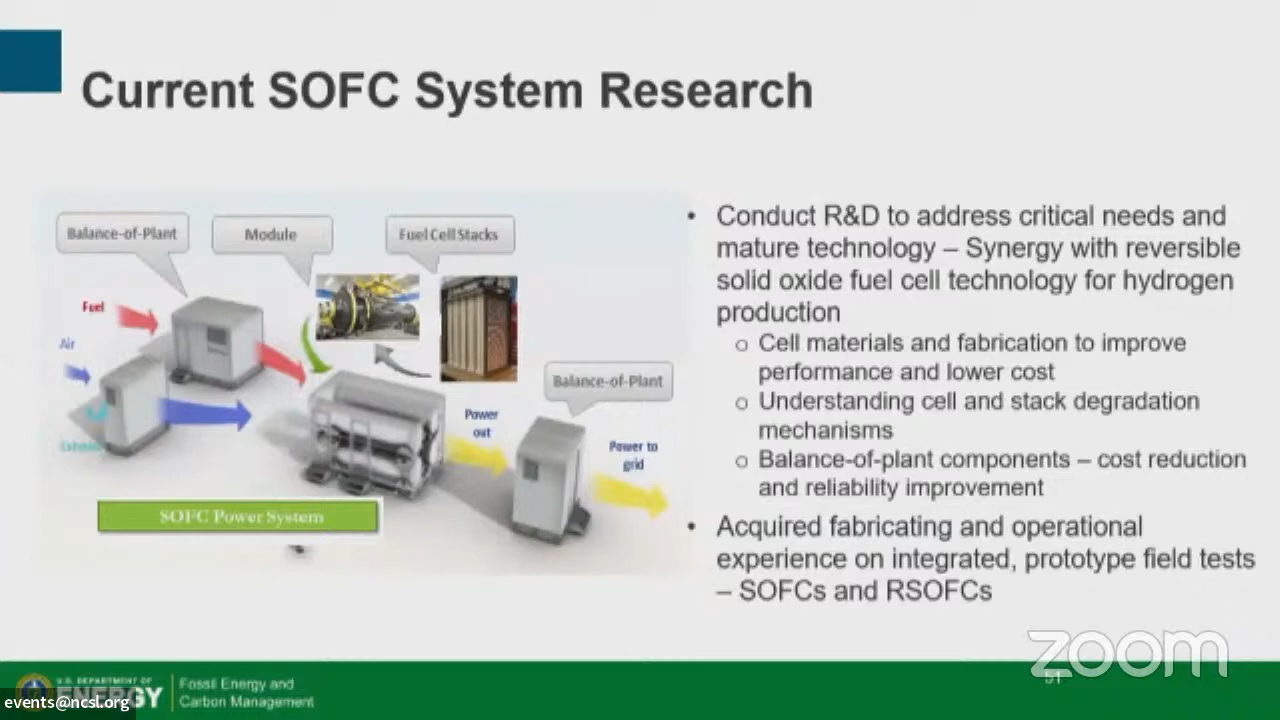 Current SOFC System Research
Balance-of-Plant
Module
Fuel Cell Stacks
Fuel
Air
Exhaust
Balance-of-Plant
Power
out
Power to
grid
SOFC Power System
• Conduct R&D to address critical needs and
mature technology – Synergy with reversible
solid oxide fuel cell technology for hydrogen
production
o Cell materials and fabrication to improve
performance and lower cost
o Understanding cell and stack degradation
mechanisms
o Balance-of-plant components – cost reduction
and reliability improvement
• Acquired fabricating and operational
experience on integrated, prototype field tests
– SOFCs and RSOFCs
zoom
U.S. DEPARTMENT OF
ENERGY
Fossil Energy and
Carbon Management
51
events@ncsl.org